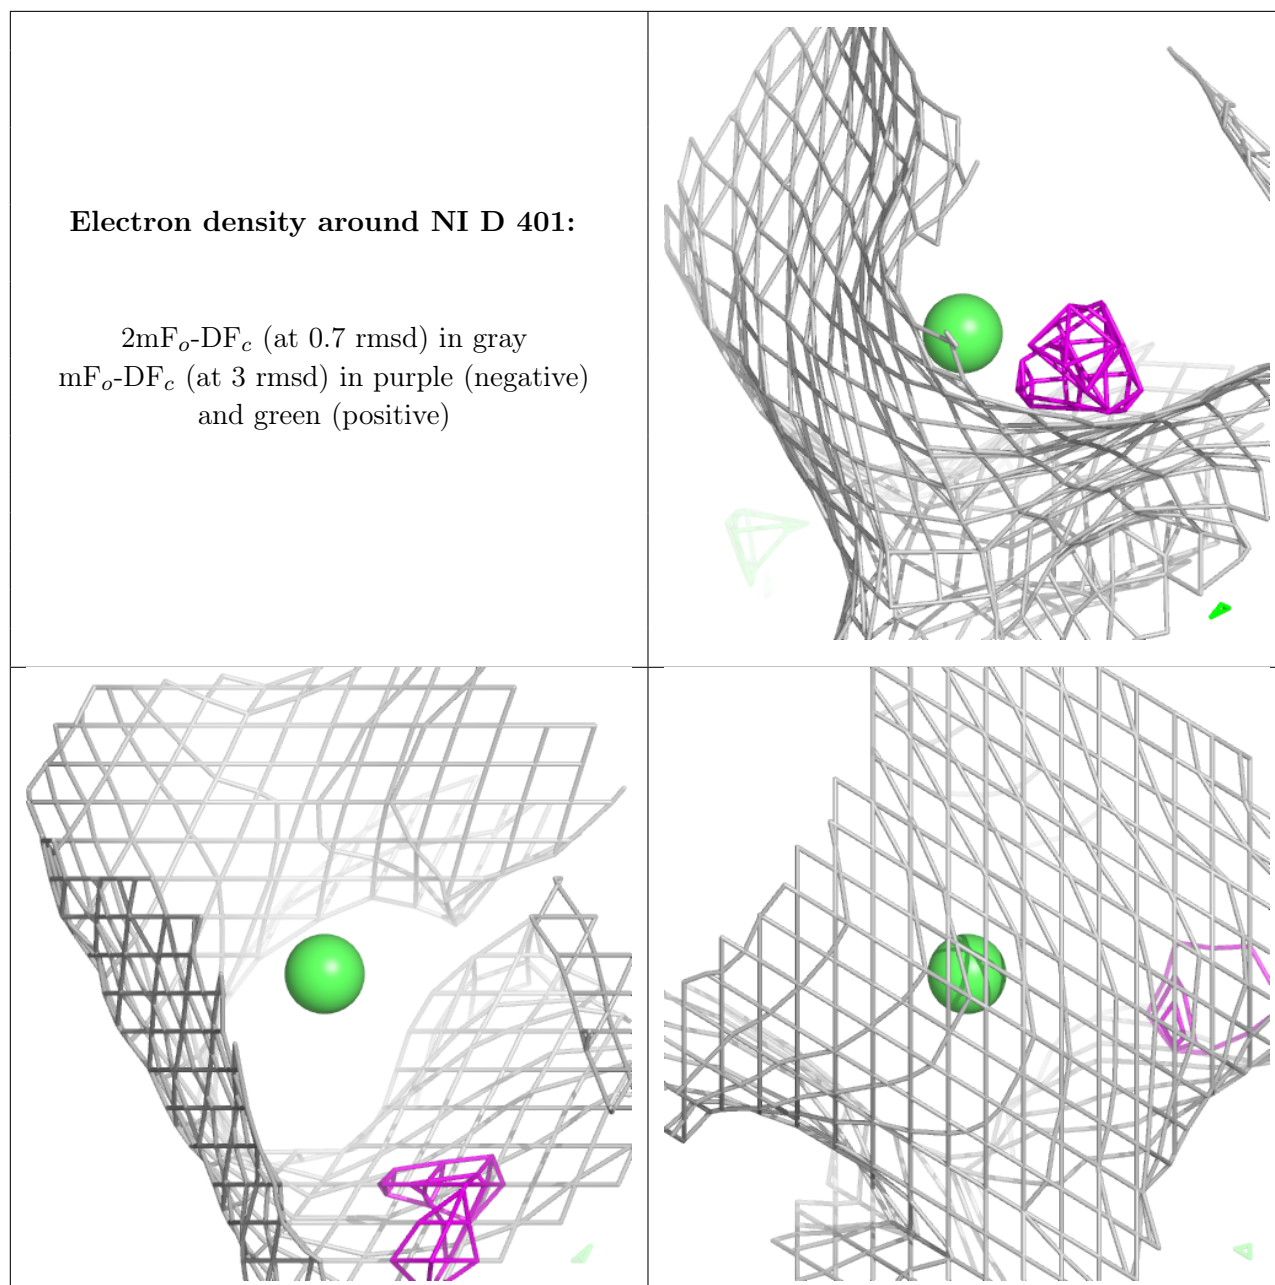 Electron density around NI D 401:
2mFₒ-DF𝑐 (at 0.7 rmsd) in gray
mFₒ-DF𝑐 (at 3 rmsd) in purple (negative)
and green (positive)